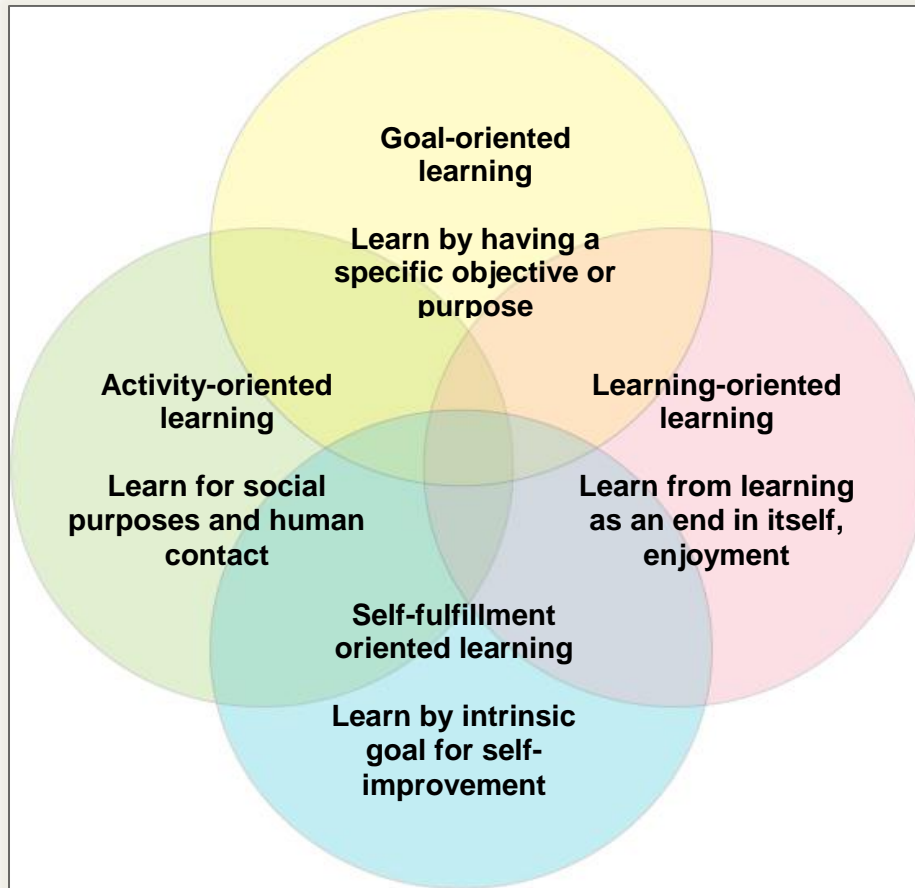 Goal-oriented
learning
Learn by having a
specific objective or
purpose
Activity-oriented
learning
Learn for social
purposes and human
contact
Learning-oriented
learning
Learn from learning
as an end in itself,
enjoyment
Self-fulfillment
oriented learning
Learn by intrinsic
goal for self-
improvement